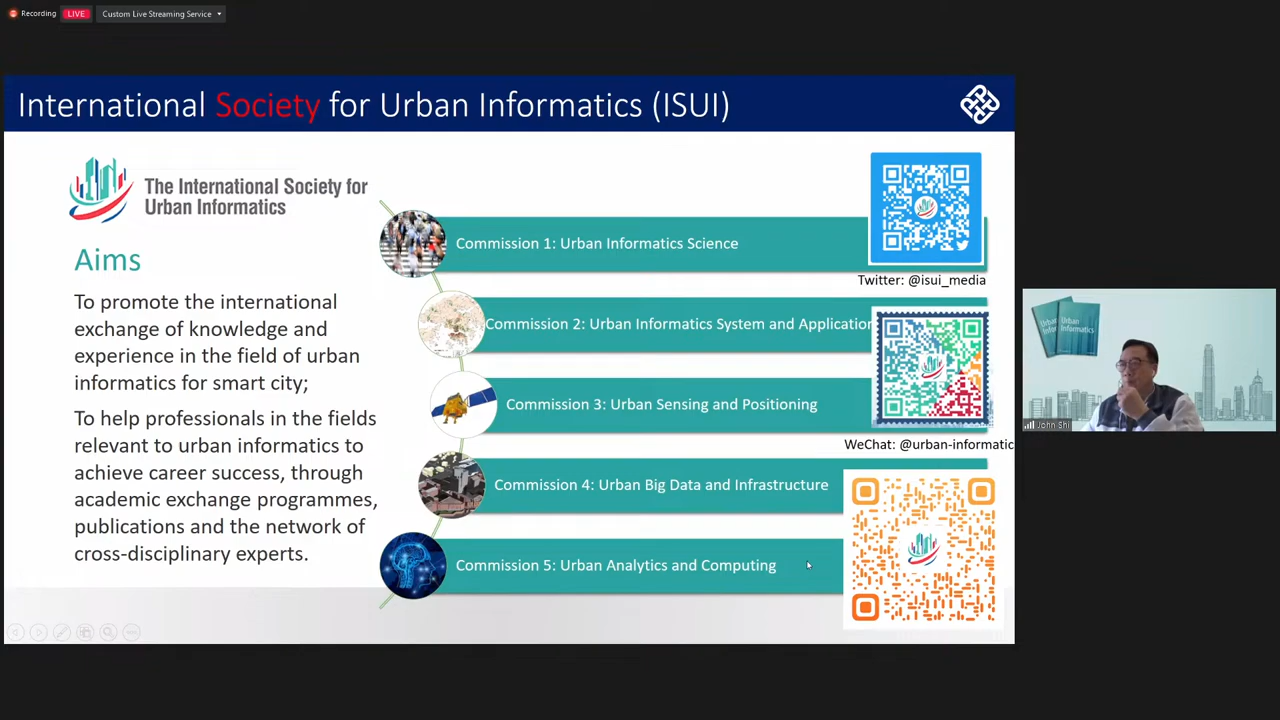 Recording
LIVE
Custom Live Streaming Service
International Society for Urban Informatics (ISUI)
The International Society for
Urban Informatics
Aims
To promote the international
exchange of knowledge and
experience in the field of urban
informatics for smart city;
To help professionals in the fields
relevant to urban informatics to
achieve career success, through
academic exchange programmes,
publications and the network of
cross-disciplinary experts.
Commission 1: Urban Informatics Science
Commission 2: Urban Informatics System and Application
Commission 3: Urban Sensing and Positioning
Commission 4: Urban Big Data and Infrastructure
Commission 5: Urban Analytics and Computing
Twitter: @isui_media
WeChat: @urban-informatic
Urban
Informatics
John Shi